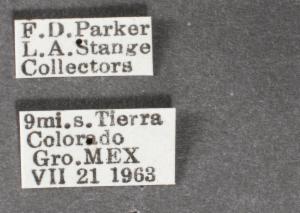 F.D.Parker
L.A.Stange
Collectors
9mi.s.Tierra
Colorado
Gro.MEX
VII 21 1963